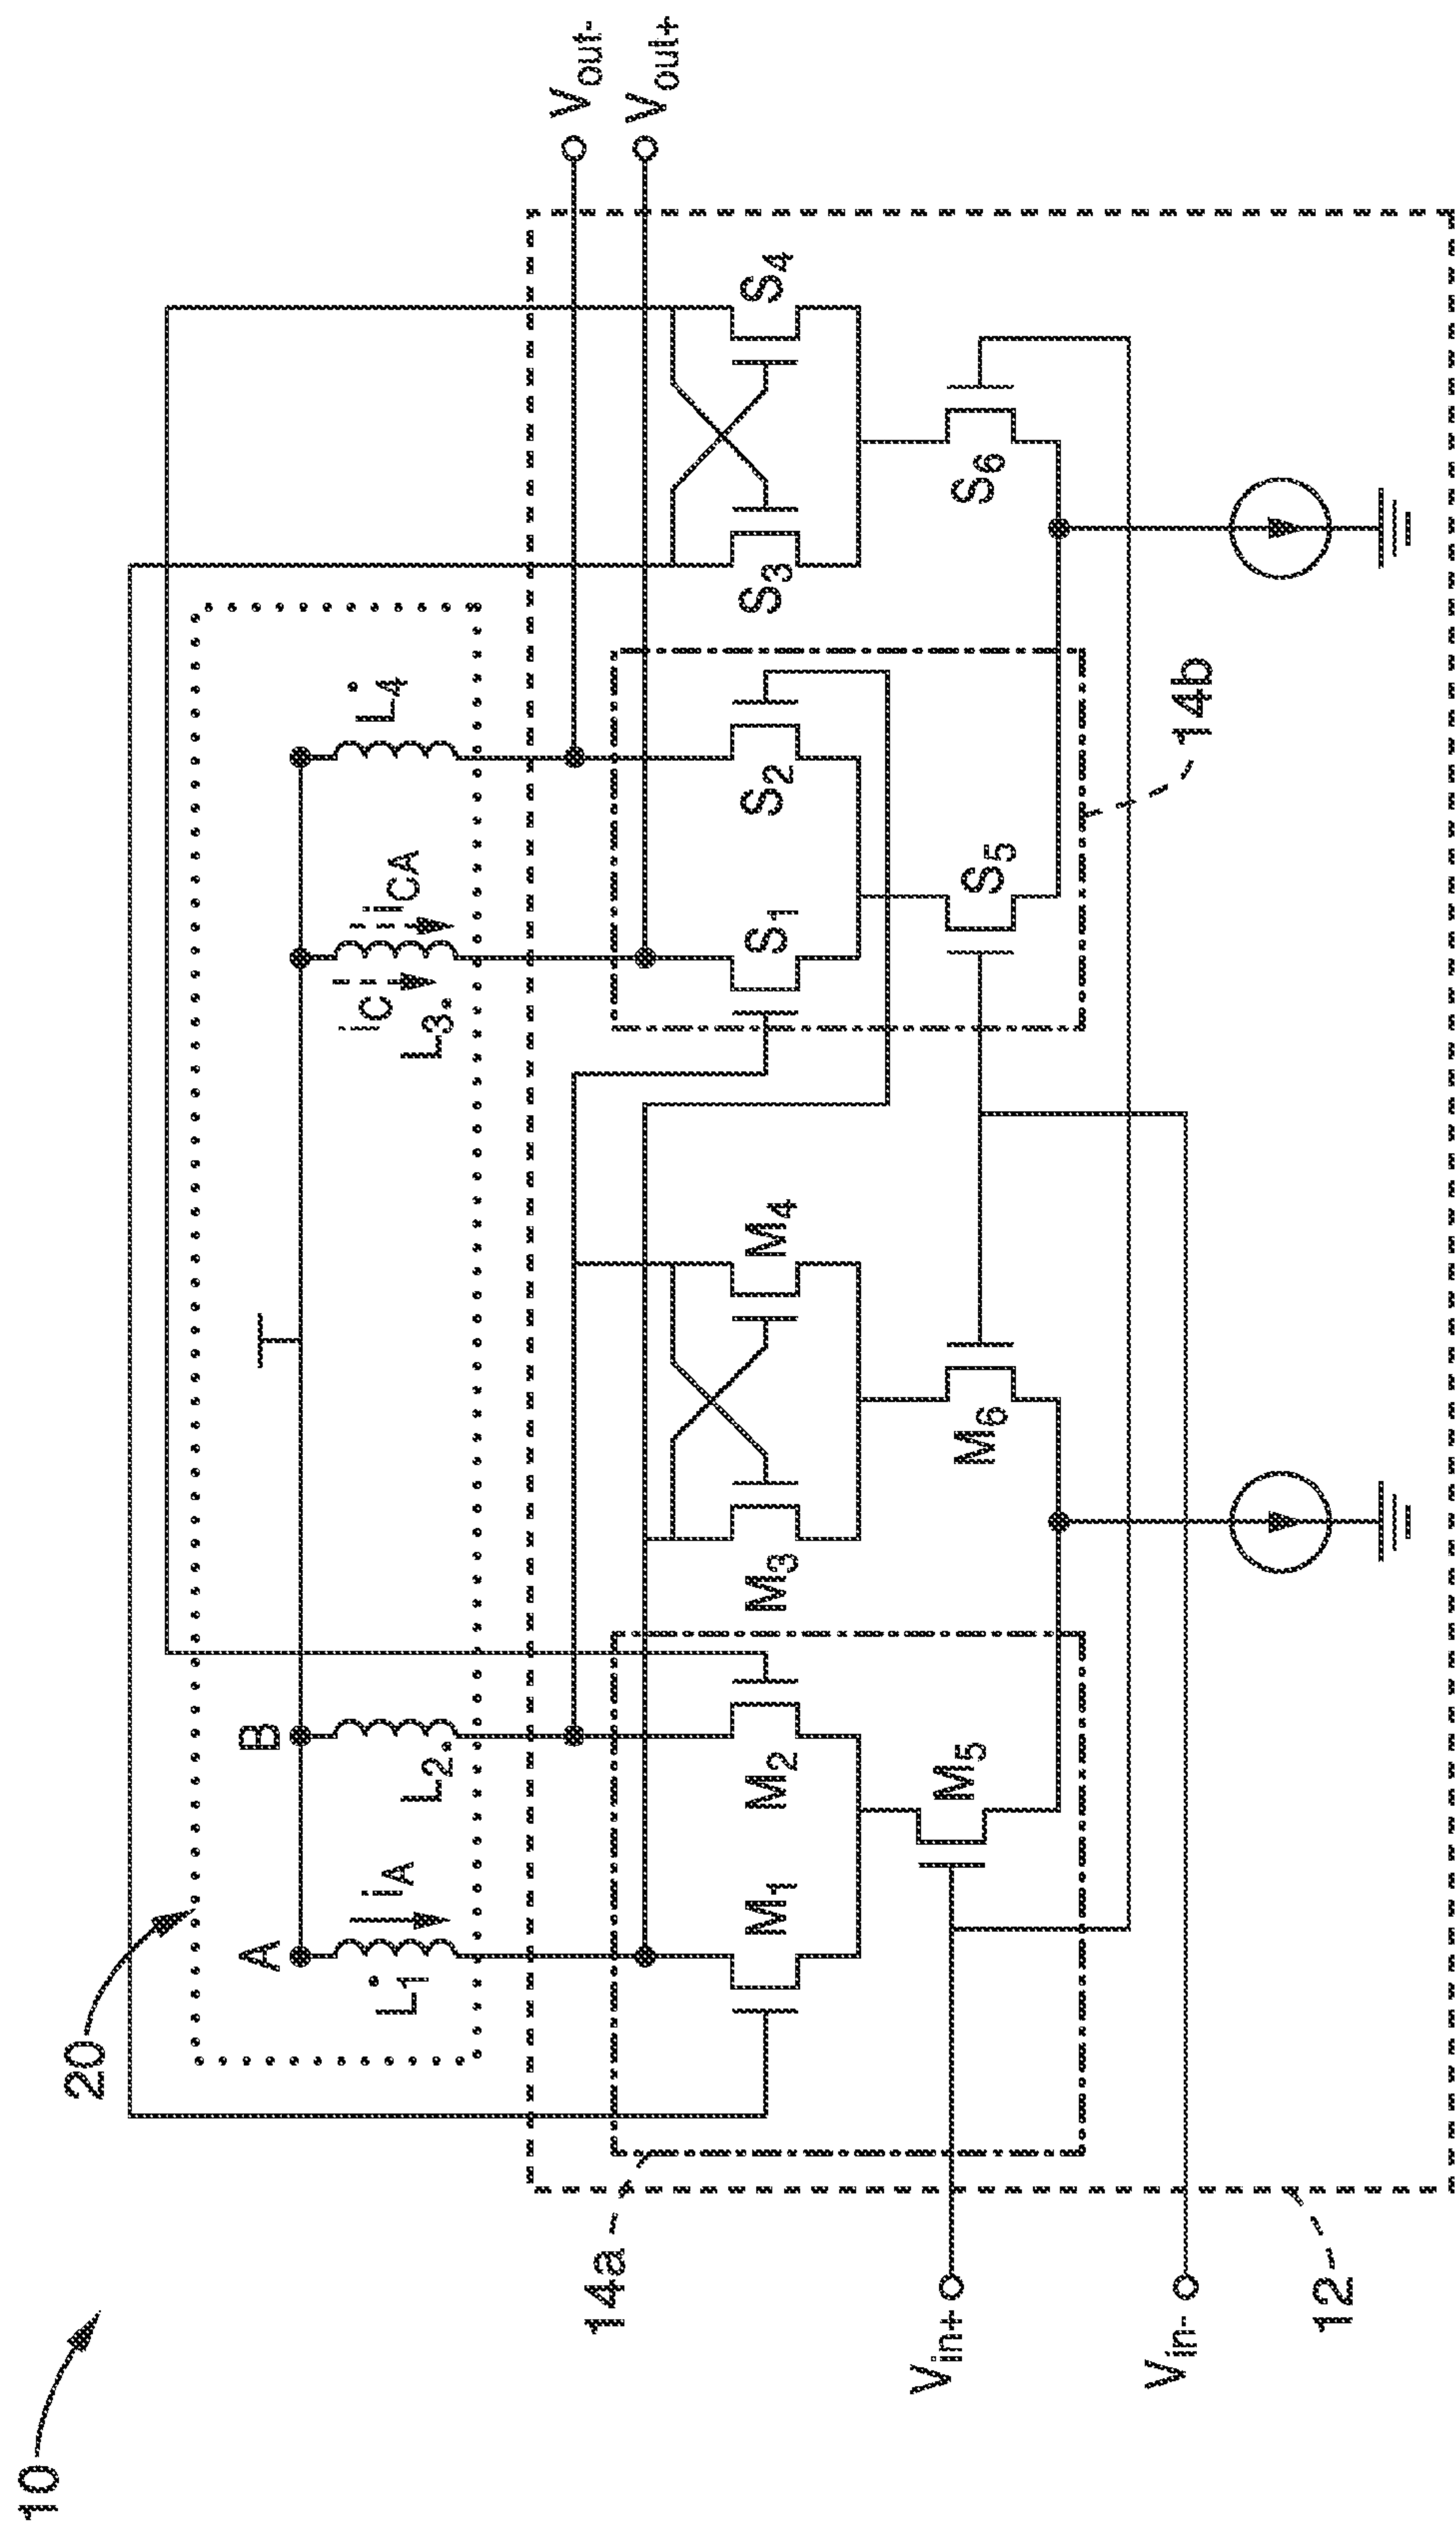 10
20
A
B
L1
iA
L2
iC
iCA
L3
L4
Vout-
Vout+
14a
M1
M2
M3
M4
S1
S2
S3
S4
M5
M6
S5
S6
Vin+
Vin-
14b
12